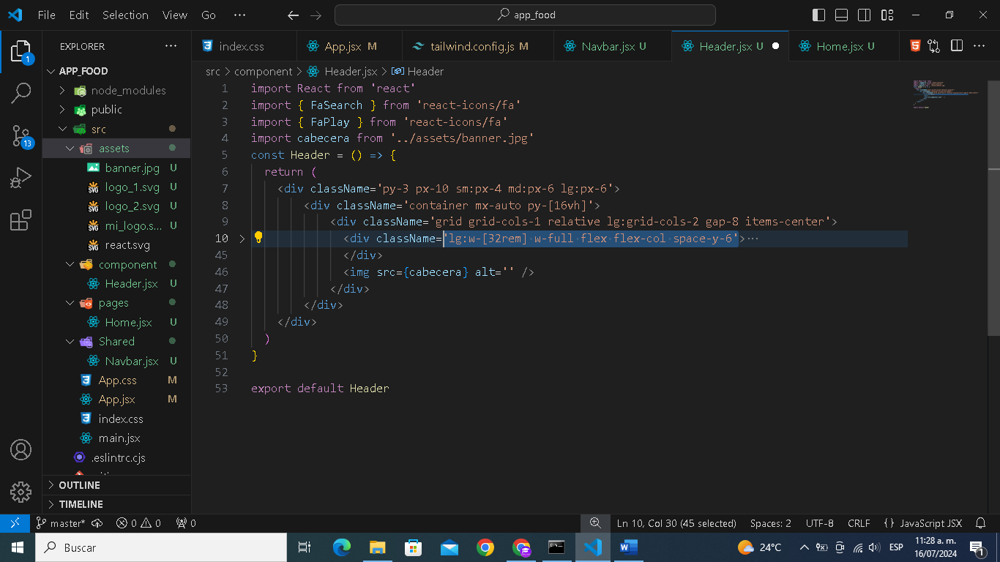 File Edit Selection View Go ··· app_food
EXPLORER ···
index.css App.jsx M tailwind.config.js M Navbar.jsx U Header.jsx U Home.jsx U ···
APP_FOOD
node_modules
public
src
assets
banner.jpg U
logo_1.svg U
logo_2.svg U
mi_logo.s... U
react.svg
component
Header.jsx U
pages
Home.jsx U
Shared
Navbar.jsx U
App.css M
App.jsx M
index.css
main.jsx
.eslintrc.cjs
OUTLINE
TIMELINE
src > component > Header.jsx > Header
1 import React from 'react'
2 import { FaSearch } from 'react-icons/fa'
3 import { FaPlay } from 'react-icons/fa'
4 import cabecera from '../assets/banner.jpg'
5 const Header = () => {
6 return (
7 <div className='py-3 px-10 sm:px-4 md:px-6 lg:px-6'>
8 <div className='container mx-auto py-[16vh]'>
9 <div className='grid grid-cols-1 relative lg:grid-cols-2 gap-8 items-center'>
10 <div className='lg:w-[32rem] w-full flex flex-col space-y-6'>···
45 </div>
46 <img src={cabecera} alt='' />
47 </div>
48 </div>
49 </div>
50 )
51 }
52
53 export default Header
1
13
master* 0 0 0 Ln 10, Col 30 (45 selected) Spaces: 2 UTF-8 CRLF {} JavaScript JSX
Buscar 24°C ESP 11:28 a. m.
16/07/2024 1